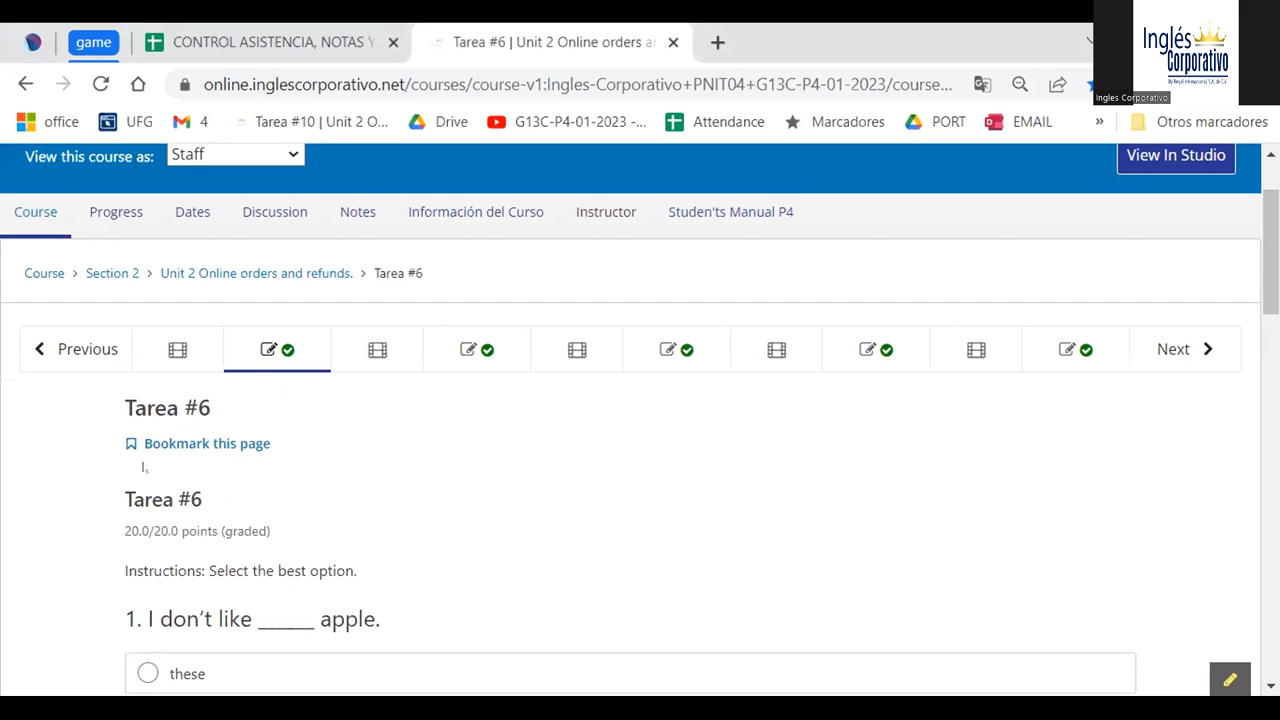 game
CONTROL ASISTENCIA, NOTAS Y
Tarea #6 | Unit 2 Online orders ar
Inglés
Corporativo
By Regal International, S.A. de C.V.
Ingles Corporativo
online.inglescorporativo.net/courses/course-v1:Ingles-Corporativo+PNIT04+G13C-P4-01-2023/course...
office
UFG
4
Tarea #10 | Unit 2 O...
Drive
G13C-P4-01-2023 -...
Attendance
Marcadores
PORT
EMAIL
»
Otros marcadores
View this course as:
Staff
View In Studio
Course
Progress
Dates
Discussion
Notes
Información del Curso
Instructor
Studen'ts Manual P4
Course > Section 2 > Unit 2 Online orders and refunds. > Tarea #6
Previous
Next
Tarea #6
Bookmark this page
Tarea #6
20.0/20.0 points (graded)
Instructions: Select the best option.
1. I don’t like ______ apple.
these